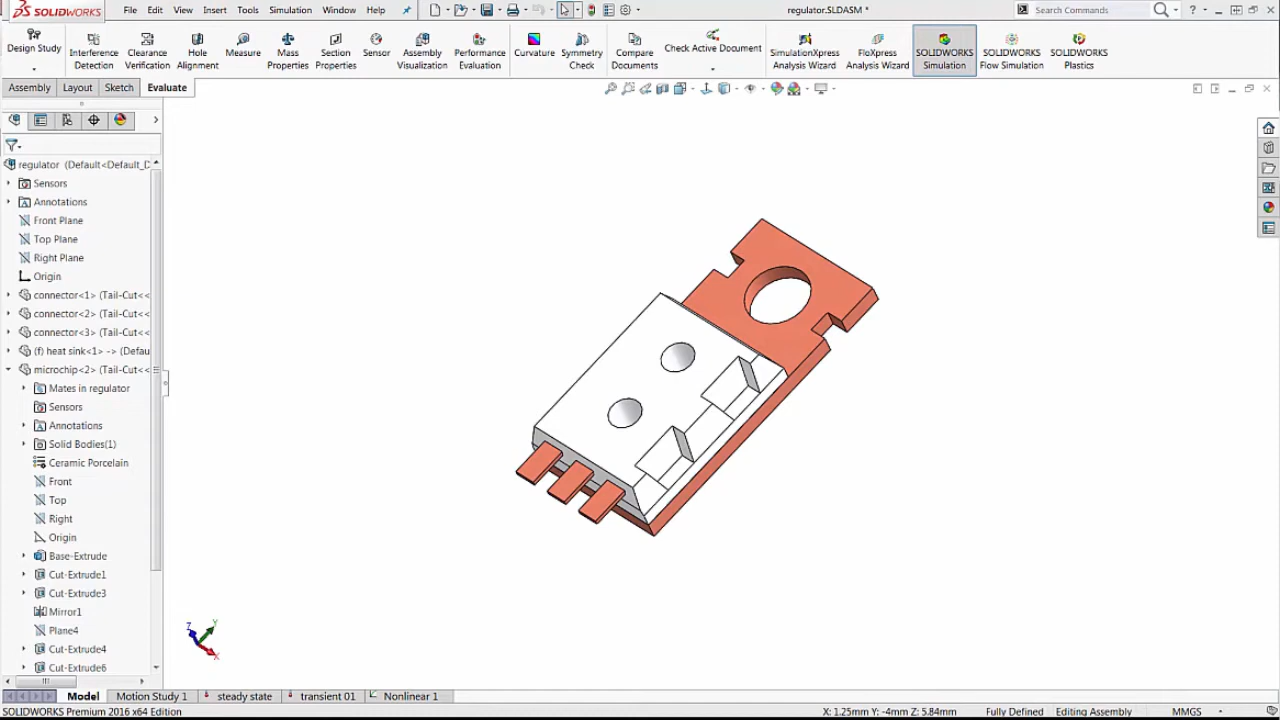 SOLIDWORKS
File
Edit
View
Insert
Tools
Simulation
Window
Help
regulator.SLDASM *
Search Commands
Design Study
Interference
Detection
Clearance
Verification
Hole
Alignment
Measure
Mass
Properties
Section
Properties
Sensor
Assembly
Visualization
Performance
Evaluation
Curvature
Symmetry
Check
Compare
Documents
Check Active Document
SimulationXpress
Analysis Wizard
FloXpress
Analysis Wizard
SOLIDWORKS
Simulation
SOLIDWORKS
Flow Simulation
SOLIDWORKS
Plastics
Assembly
Layout
Sketch
Evaluate
regulator (Default<Default_D
Sensors
Annotations
Front Plane
Top Plane
Right Plane
Origin
connector<1> (Tail-Cut<<
connector<2> (Tail-Cut<<
connector<3> (Tail-Cut<<
(f) heat sink<1> -> (Defau
microchip<2> (Tail-Cut<<
Mates in regulator
Sensors
Annotations
Solid Bodies(1)
Ceramic Porcelain
Front
Top
Right
Origin
Base-Extrude
Cut-Extrude1
Cut-Extrude3
Mirror1
Plane4
Cut-Extrude4
Cut-Extrude6
Z
Y
X
Model
Motion Study 1
steady state
transient 01
Nonlinear 1
SOLIDWORKS Premium 2016 x64 Edition
X: 1.25mm Y: -4mm Z: 5.84mm
Fully Defined
Editing Assembly
MMGS